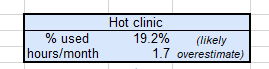 Hot clinic
% used 19.2% (likely
hours/month 1.7 overestimate)